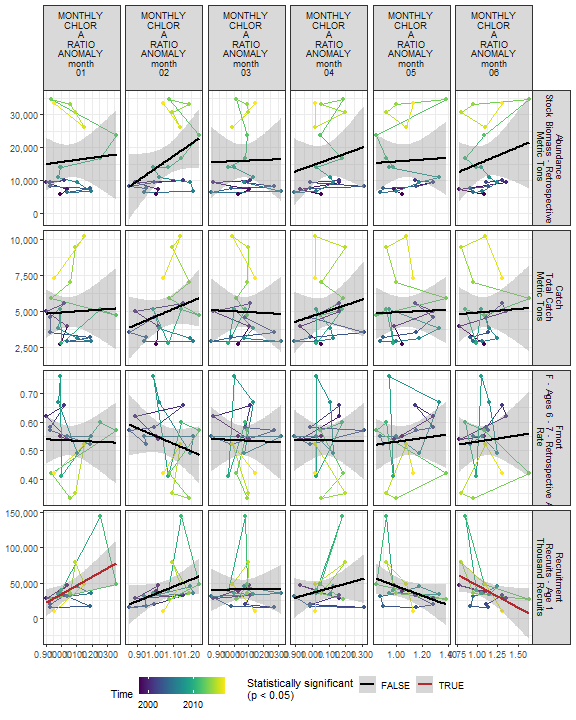 MONTHLY MONTHLY MONTHLY MONTHLY MONTHLY MONTHLY
CHLOR CHLOR CHLOR CHLOR CHLOR CHLOR
A A A A A A
RATIO RATIO RATIO RATIO RATIO RATIO
ANOMALY ANOMALY ANOMALY ANOMALY ANOMALY ANOMALY
month month month month month month
01 02 03 04 05 06
30,000
20,000
10,000
0
Abundance
Stock Biomass - Retrospective
Metric Tons
10,000
7,500
5,000
2,500
Catch
Total Catch
Metric Tons
0.70
0.60
0.50
0.40
Fmort
F - Ages 6 - 7 - Retrospective
Rate
150,000
100,000
50,000
0
Recruitment
Recruits - Age 1
Thousand Recruits
1.00 1.20 1.00 1.25 1.50
Time
2000 2010
Statistically significant
(p < 0.05)
FALSE TRUE